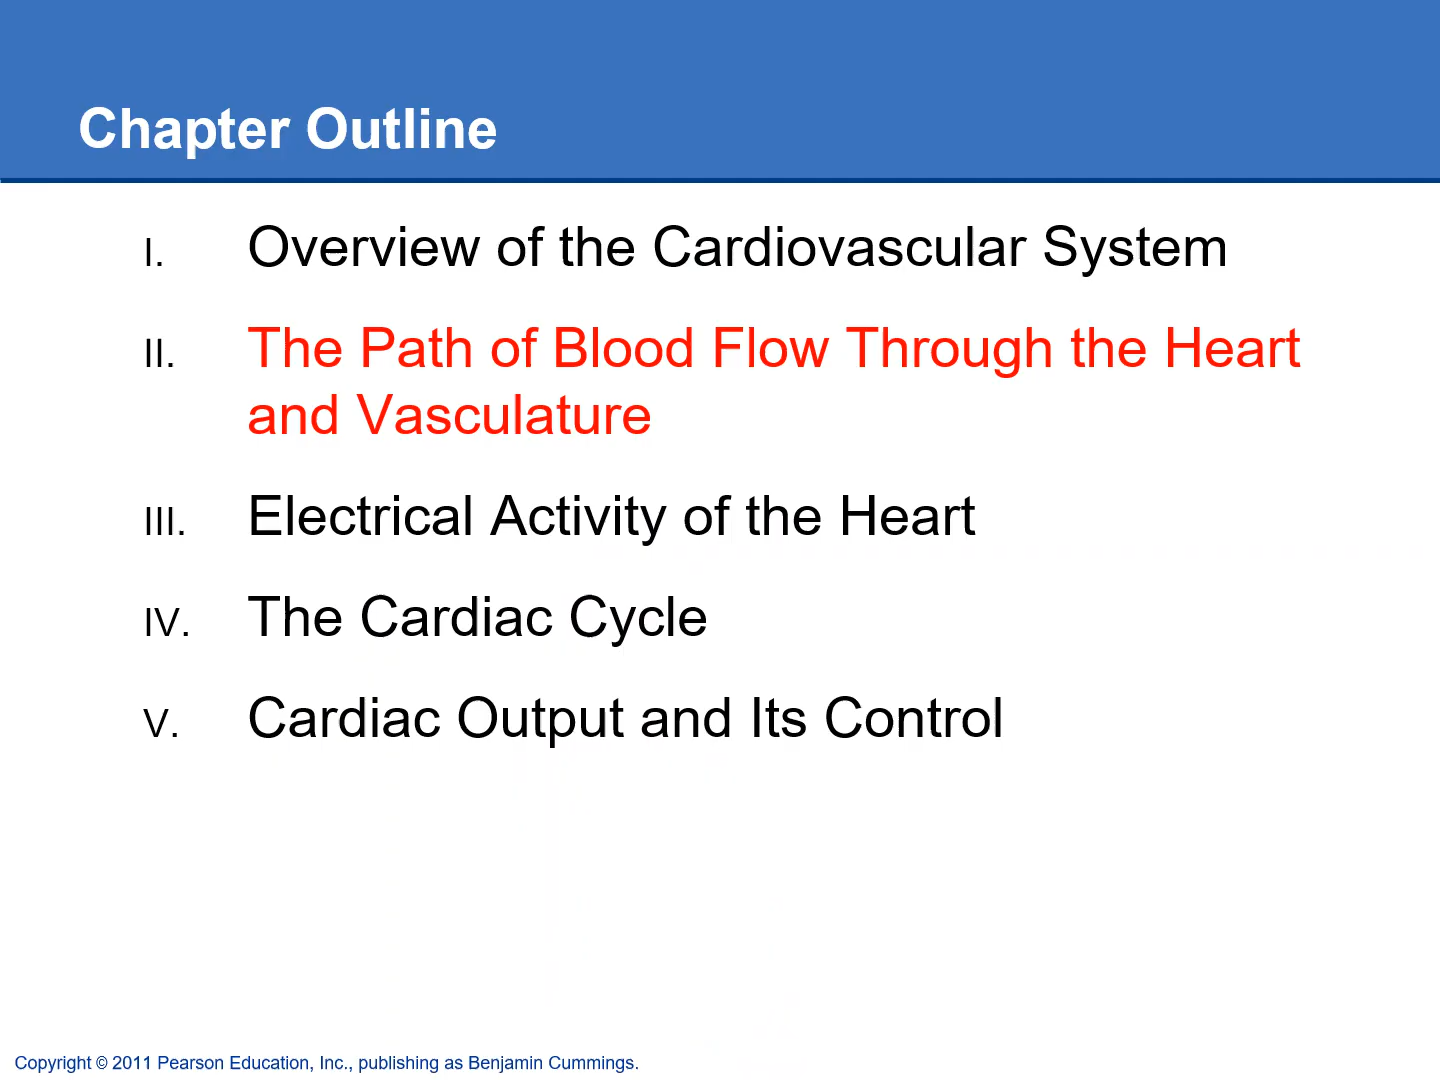 Chapter Outline
I. Overview of the Cardiovascular System
II. The Path of Blood Flow Through the Heart
and Vasculature
III. Electrical Activity of the Heart
IV. The Cardiac Cycle
V. Cardiac Output and Its Control
Copyright © 2011 Pearson Education, Inc., publishing as Benjamin Cummings.